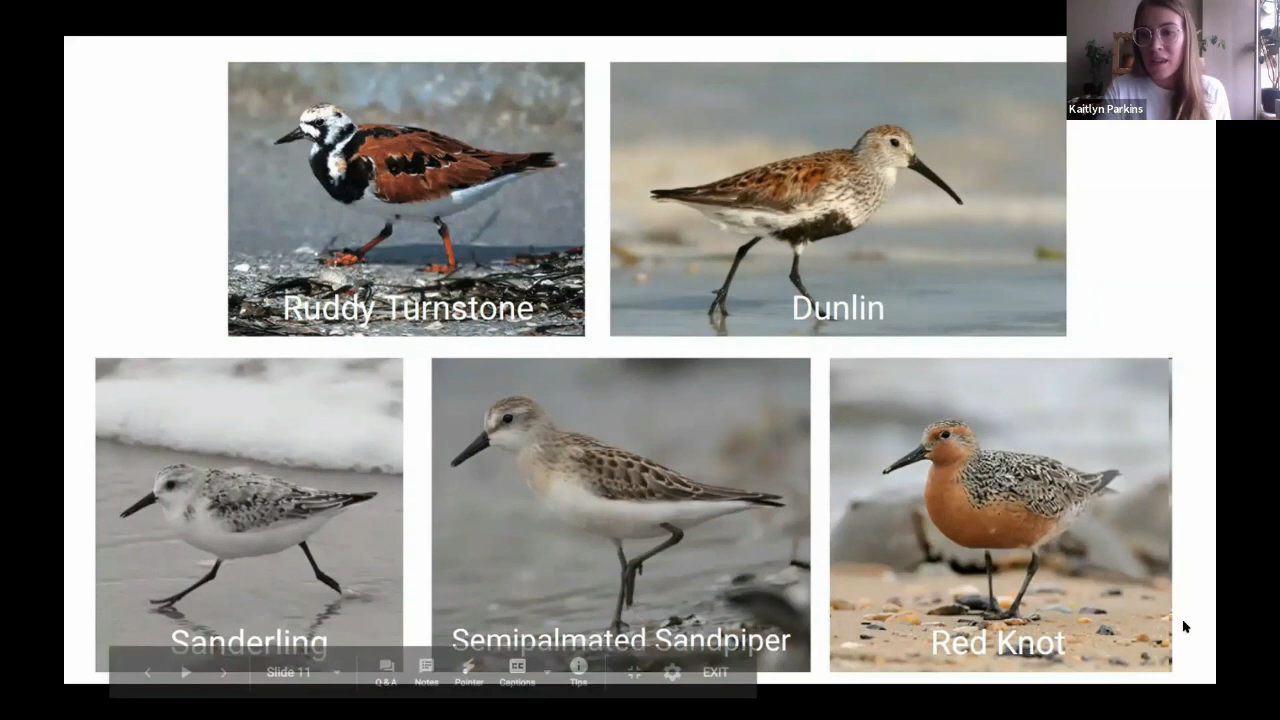 Kaitlyn Parkins
Ruddy Turnstone
Dunlin
Sanderling
Semipalmated Sandpiper
Red Knot
Slide 11
Q & A
Notes
Pointer
Captions
Tips
EXIT